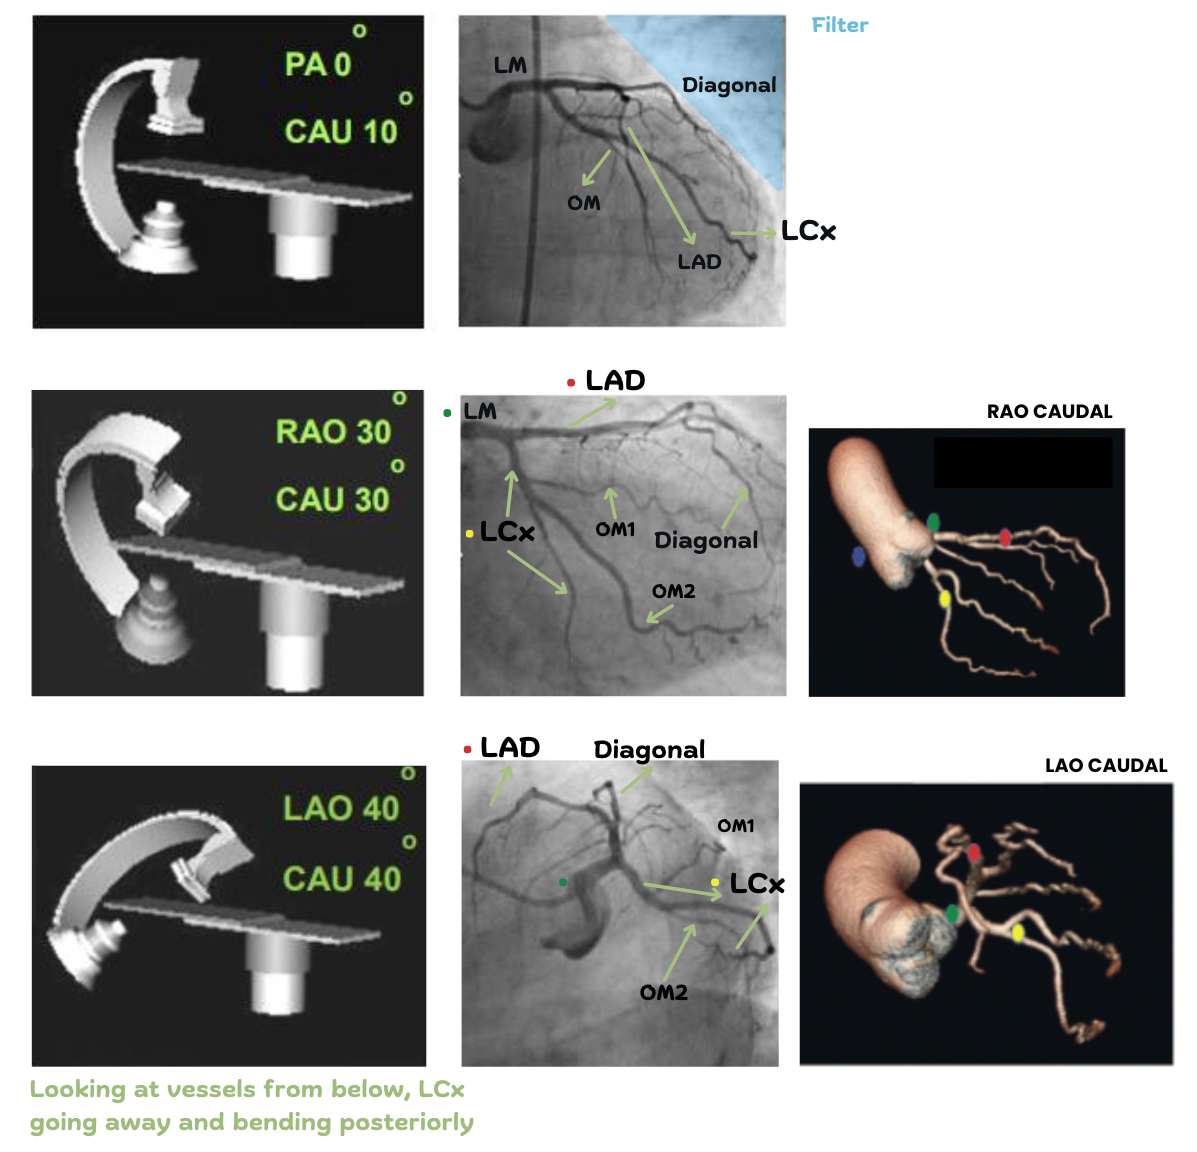 PA 0°
CAU 10°
LM
Diagonal
OM
LAD
LCx
Filter
RAO 30°
CAU 30°
LAD
LM
LCx
OM1
Diagonal
OM2
RAO CAUDAL
LAO 40°
CAU 40°
LAD
Diagonal
OM1
LCx
OM2
LAO CAUDAL
Looking at vessels from below, LCx
going away and bending posteriorly